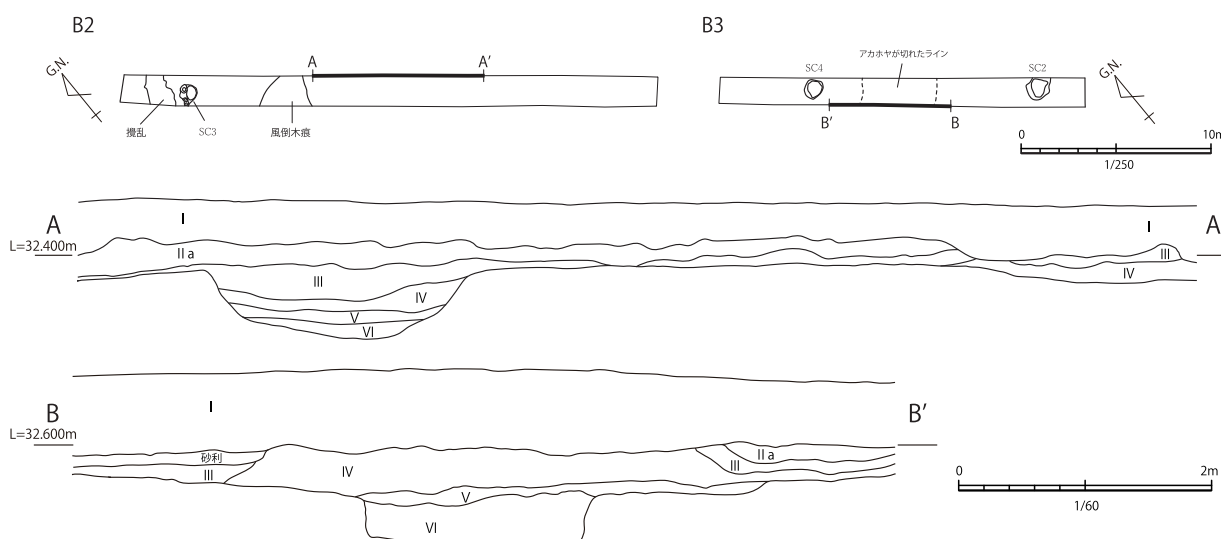 B2
G.N.
A
A'
攪乱
SC3
風倒木痕
B3
アカホヤが切れたライン
SC4
SC2
G.N.
B'
B
0
10m
1/250
A
A
L=32.400m
I
I
II a
III
III
IV
IV
V
VI
B
B'
L=32.600m
I
砂利
II a
III
III
IV
V
VI
0
2m
1/60